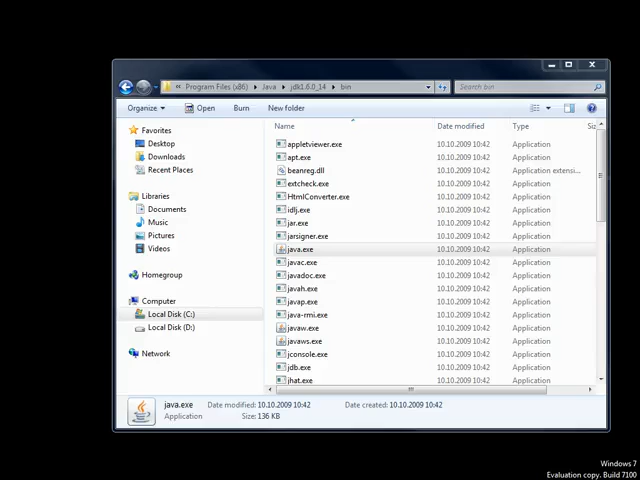 « Program Files (x86) ▸ Java ▸ jdk1.6.0_14 ▸ bin
Search bin
Organize Open Burn New folder
Name Date modified Type Siz
Favorites
Desktop
Downloads
Recent Places
Libraries
Documents
Music
Pictures
Videos
Homegroup
Computer
Local Disk (C:)
Local Disk (D:)
Network
appletviewer.exe 10.10.2009 10:42 Application
apt.exe 10.10.2009 10:42 Application
beanreg.dll 10.10.2009 10:42 Application extensi...
extcheck.exe 10.10.2009 10:42 Application
HtmlConverter.exe 10.10.2009 10:42 Application
idlj.exe 10.10.2009 10:42 Application
jar.exe 10.10.2009 10:42 Application
jarsigner.exe 10.10.2009 10:42 Application
java.exe 10.10.2009 10:42 Application
javac.exe 10.10.2009 10:42 Application
javadoc.exe 10.10.2009 10:42 Application
javah.exe 10.10.2009 10:42 Application
javap.exe 10.10.2009 10:42 Application
java-rmi.exe 10.10.2009 10:42 Application
javaw.exe 10.10.2009 10:42 Application
javaws.exe 10.10.2009 10:42 Application
jconsole.exe 10.10.2009 10:42 Application
jdb.exe 10.10.2009 10:42 Application
jhat.exe 10.10.2009 10:42 Application
java.exe Date modified: 10.10.2009 10:42 Date created: 10.10.2009 10:42
Application Size: 136 KB
Windows 7
Evaluation copy. Build 7100